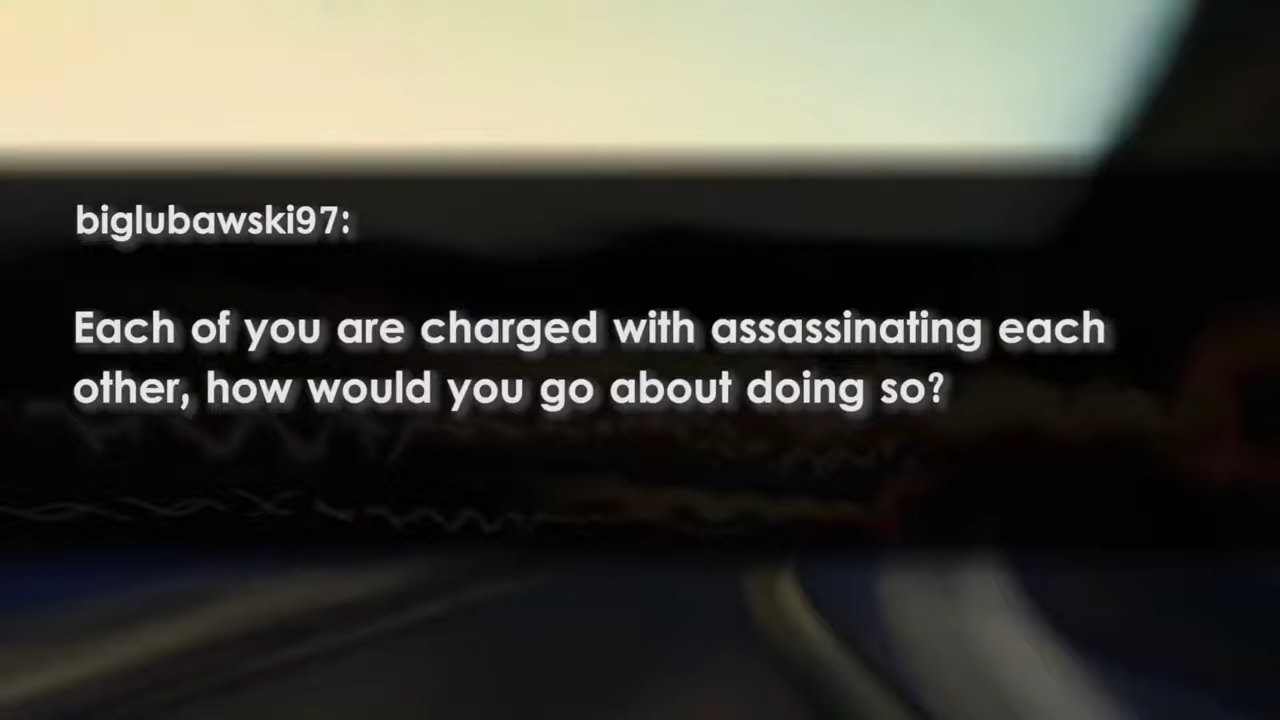 biglubawski97:
Each of you are charged with assassinating each
other, how would you go about doing so?